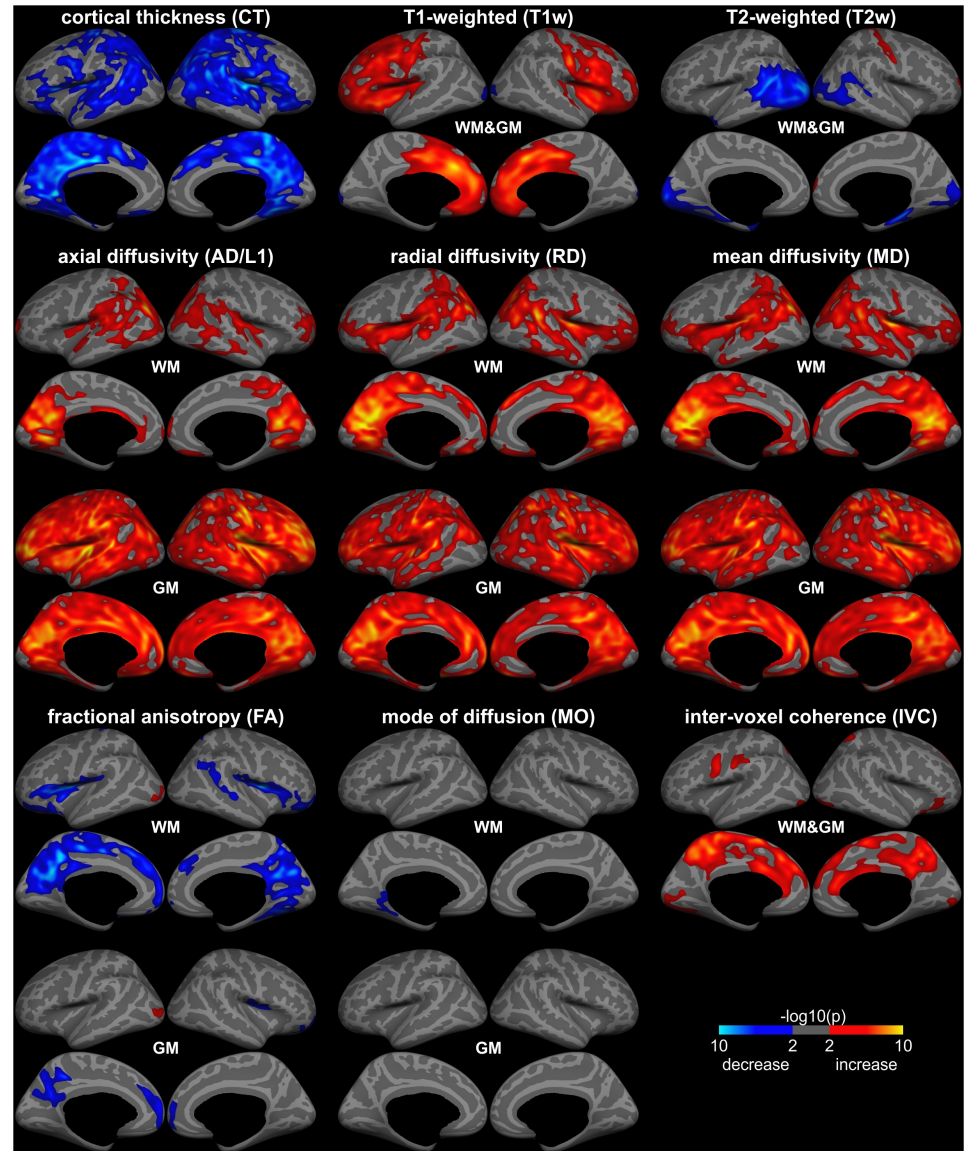 cortical thickness (CT)
T1-weighted (T1w)
T2-weighted (T2w)
WM&GM
WM&GM
axial diffusivity (AD/L1)
radial diffusivity (RD)
mean diffusivity (MD)
WM
WM
WM
GM
GM
GM
fractional anisotropy (FA)
mode of diffusion (MO)
inter-voxel coherence (IVC)
WM
WM
WM&GM
GM
GM
-log10(p)
10 2 2 10
decrease increase